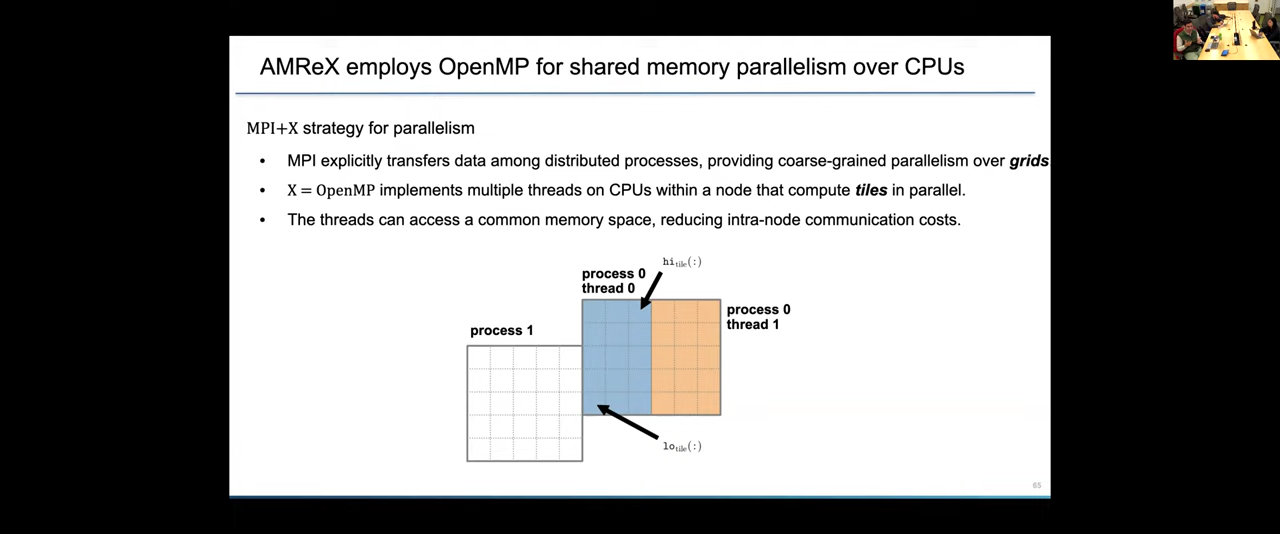 AMReX employs OpenMP for shared memory parallelism over CPUs
MPI+X strategy for parallelism
• MPI explicitly transfers data among distributed processes, providing coarse-grained parallelism over grids
• X = OpenMP implements multiple threads on CPUs within a node that compute tiles in parallel.
• The threads can access a common memory space, reducing intra-node communication costs.
hi_tile(:)
process 0
thread 0
process 0
thread 1
process 1
lo_tile(:)
65